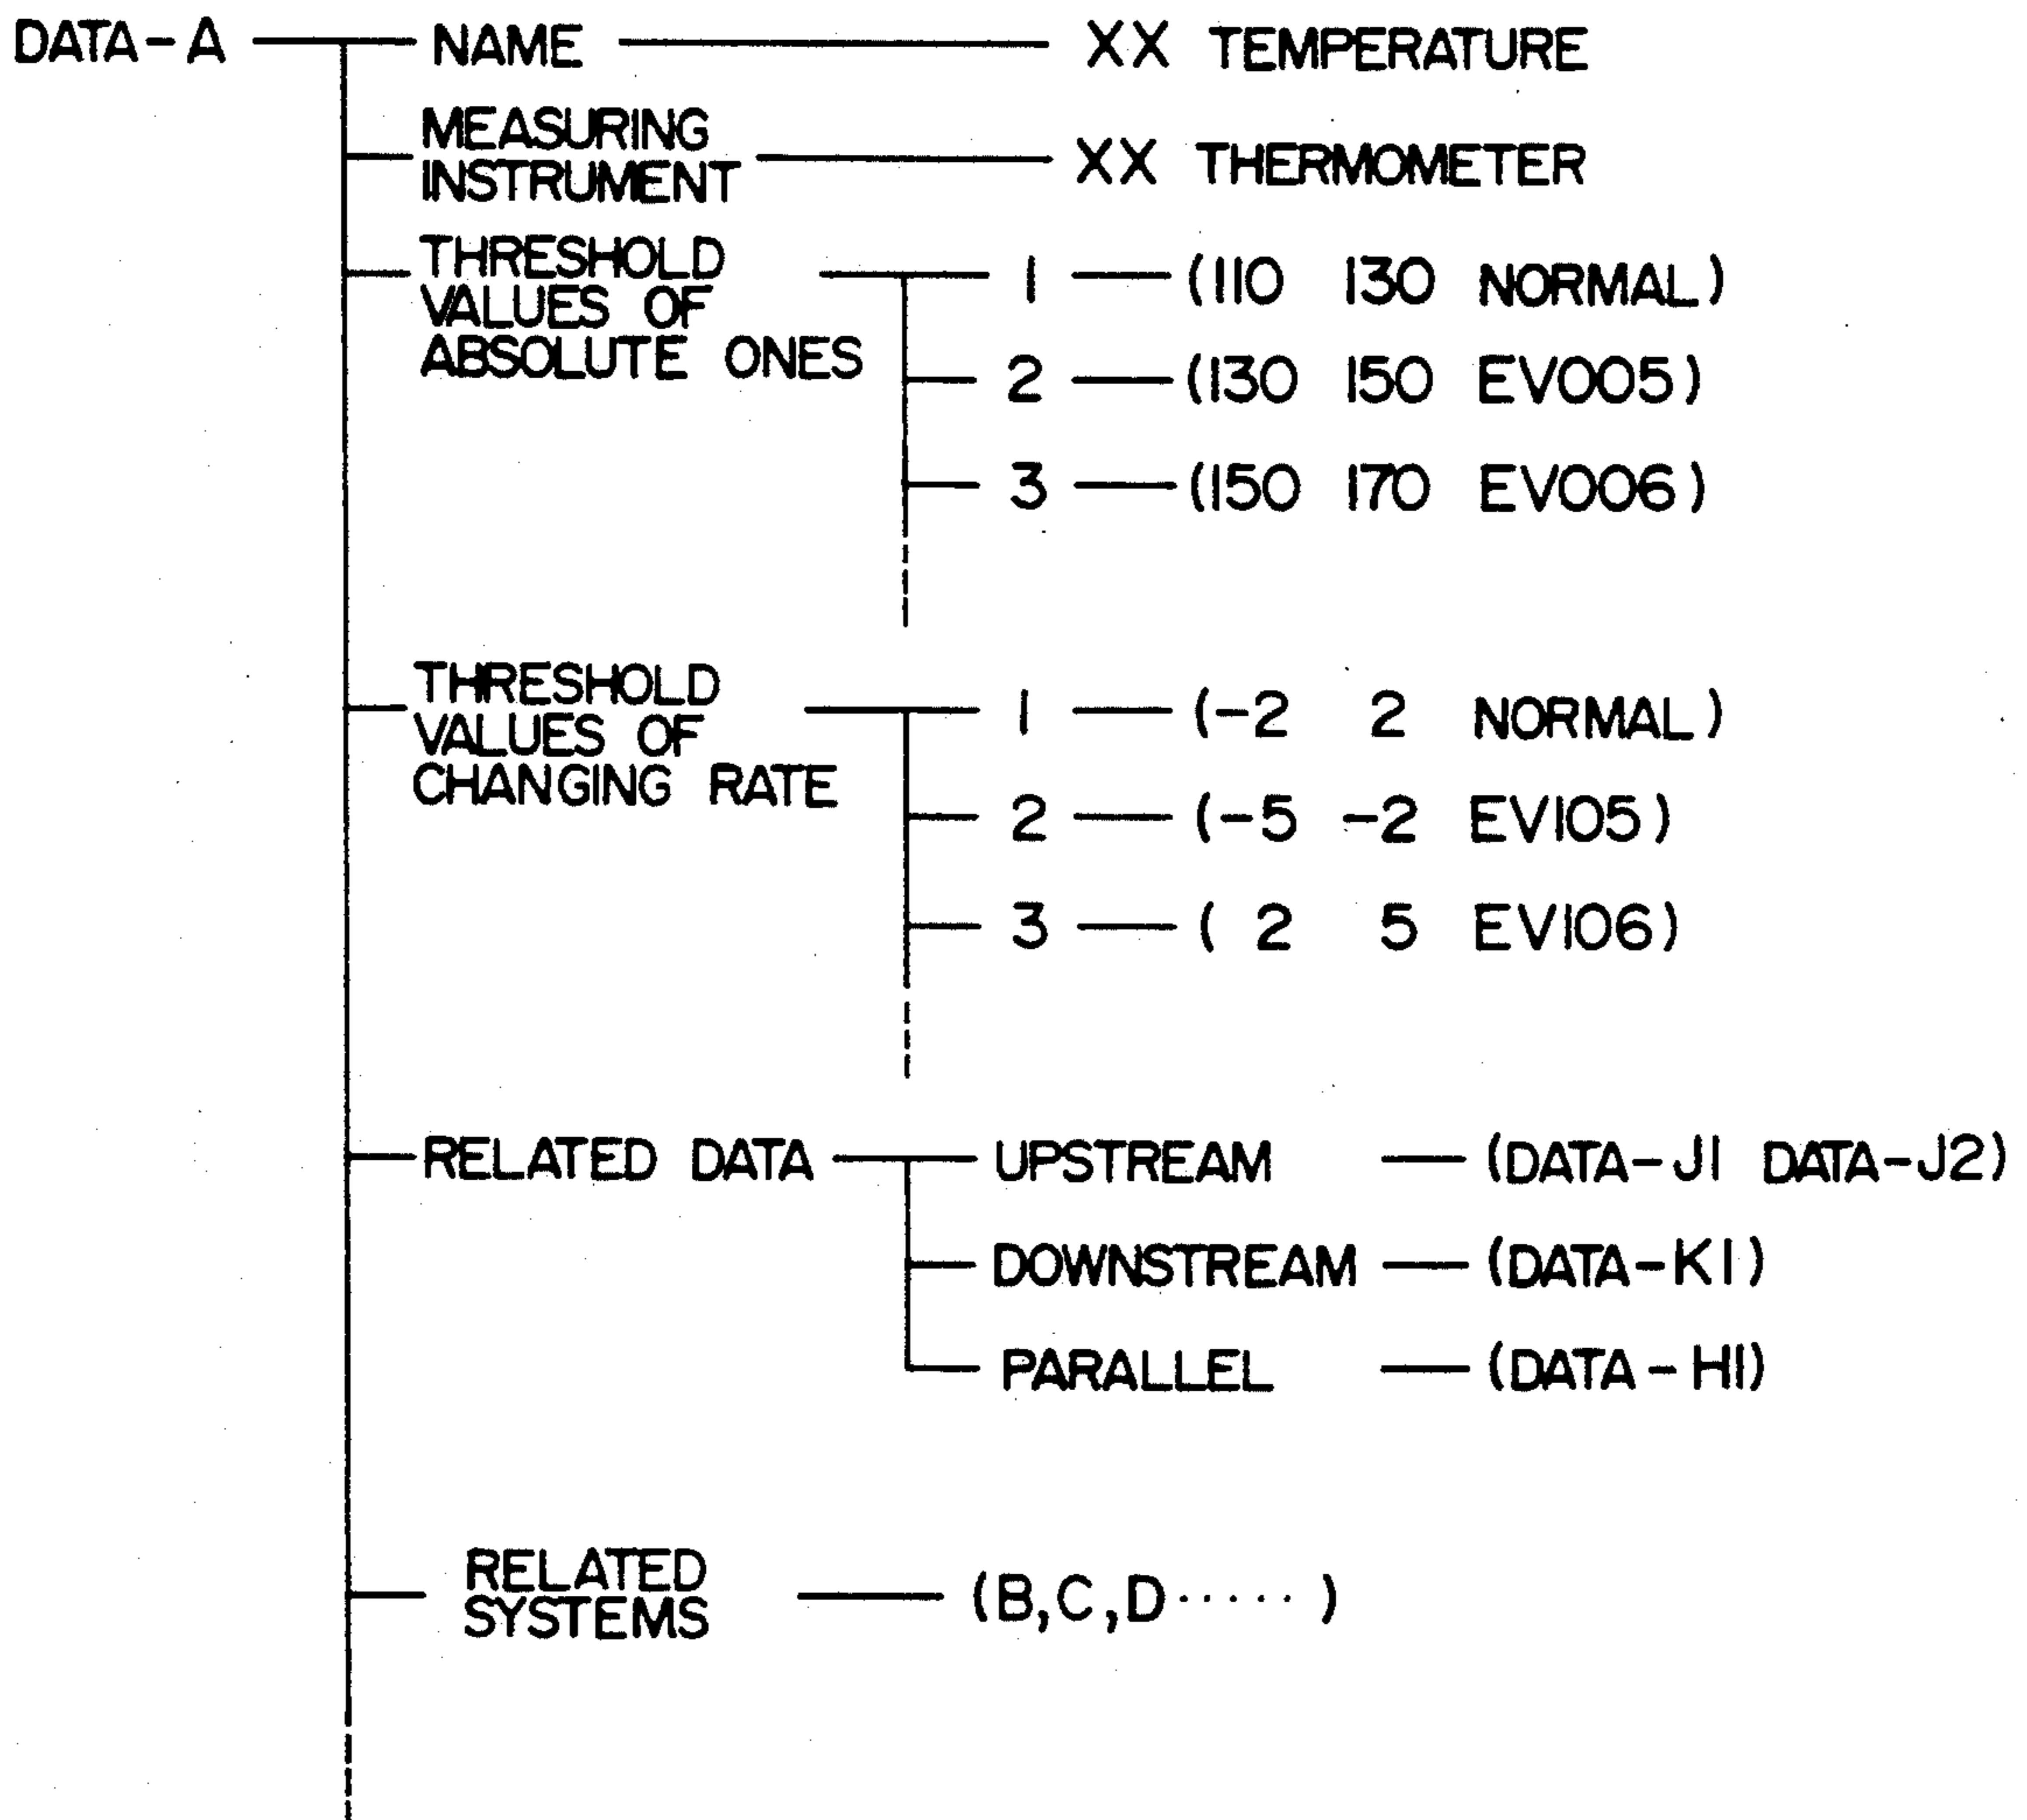 DATA-A NAME XX TEMPERATURE
MEASURING
INSTRUMENT XX THERMOMETER
THRESHOLD
VALUES OF
ABSOLUTE ONES
1 (110 130 NORMAL)
2 (130 150 EV005)
3 (150 170 EV006)
THRESHOLD
VALUES OF
CHANGING RATE
1 (-2 2 NORMAL)
2 (-5 -2 EV105)
3 ( 2 5 EV106)
RELATED DATA UPSTREAM (DATA-J1 DATA-J2)
DOWNSTREAM (DATA-K1)
PARALLEL (DATA-H1)
RELATED
SYSTEMS (B,C,D ..... )